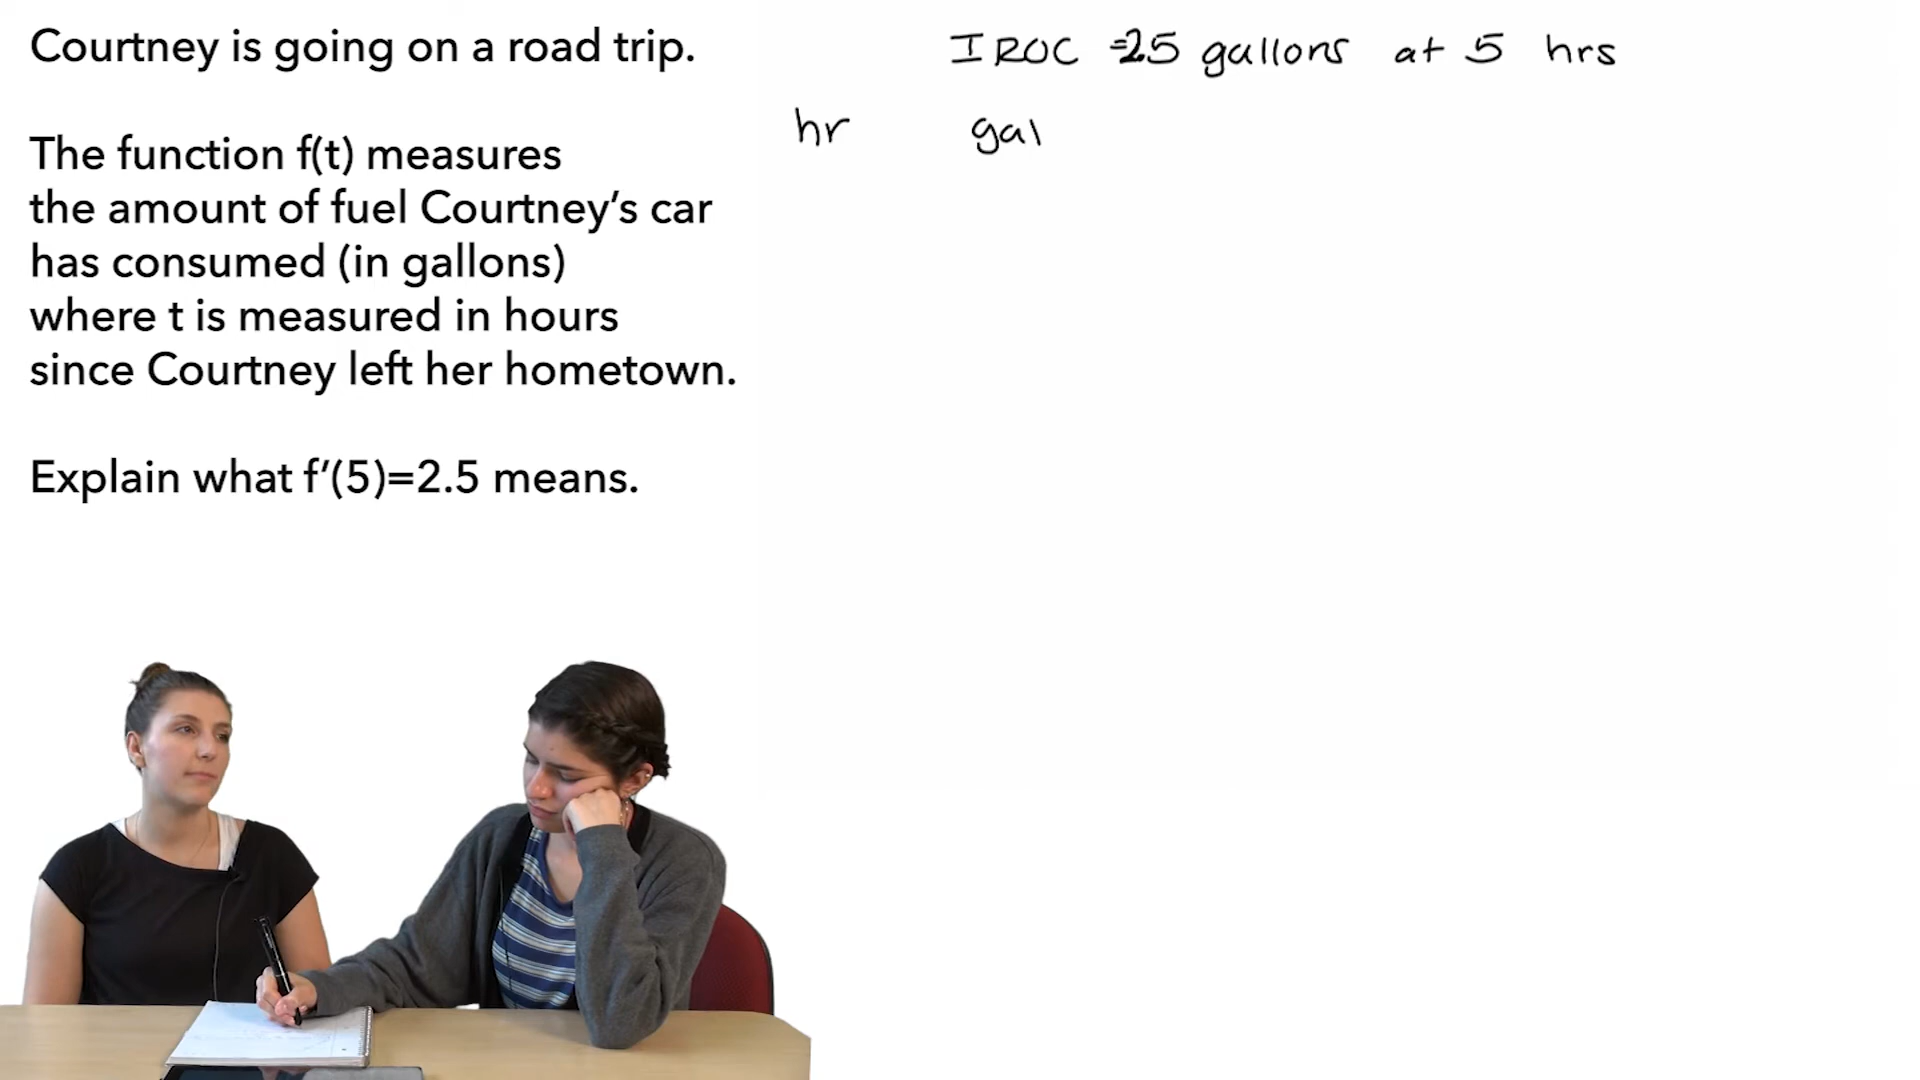 Courtney is going on a road trip.
The function f(t) measures
the amount of fuel Courtney’s car
has consumed (in gallons)
where t is measured in hours
since Courtney left her hometown.
Explain what f′(5)=2.5 means.
IROC =2.5 gallons at 5 hrs
hr gal